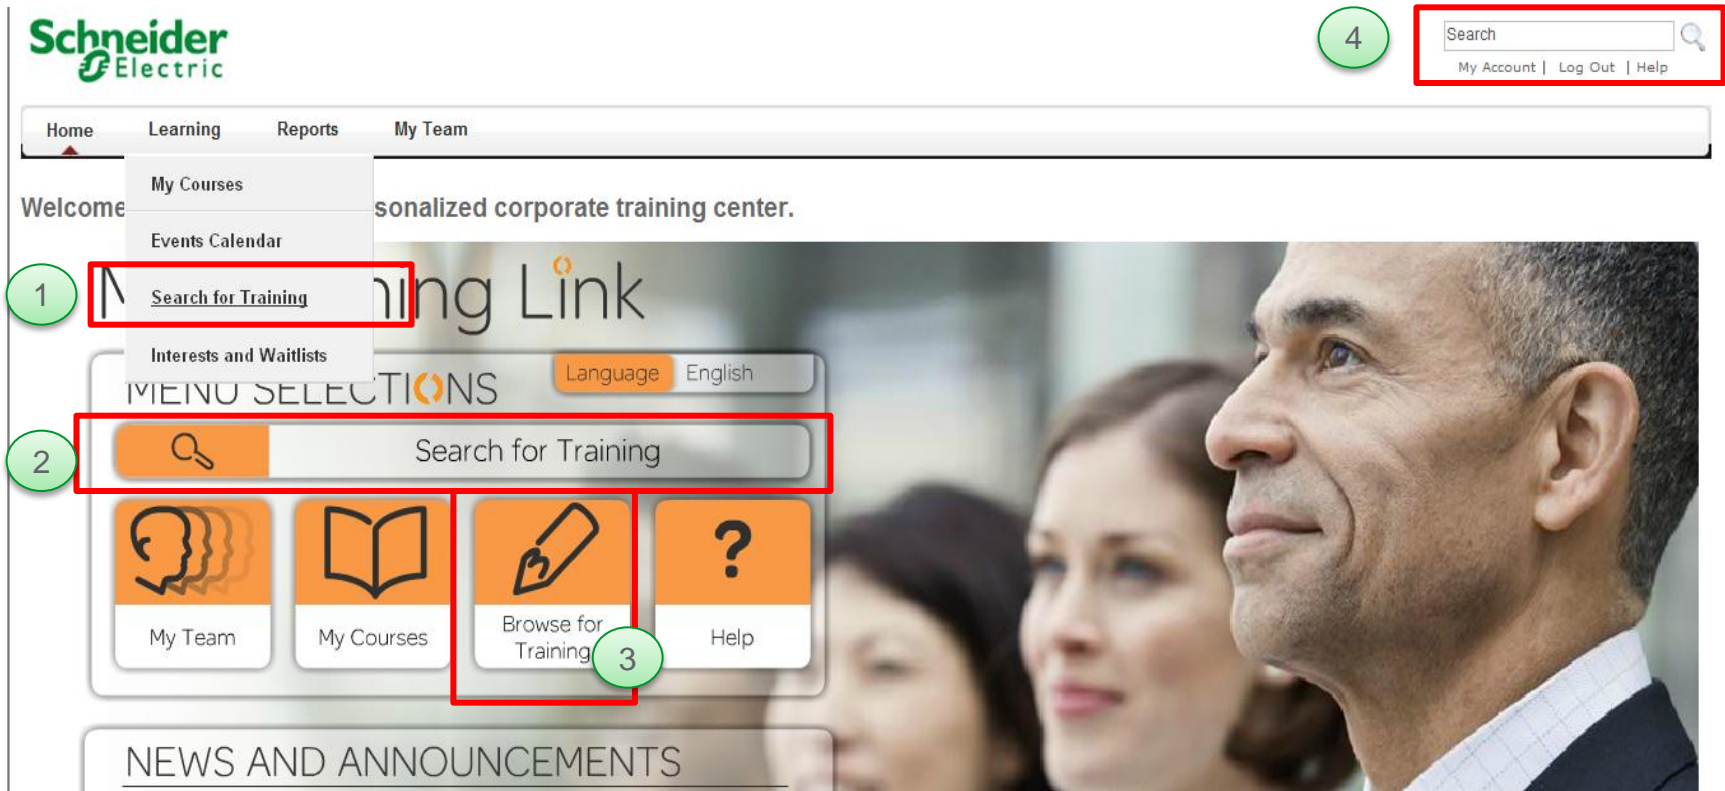 Schneider
Electric
4
Search
My Account | Log Out | Help
Home Learning Reports My Team
My Courses
Welcome sonalized corporate training center.
Events Calendar
1
Search for Training
M ning Link
Interests and Waitlists
Language English
MENU SELECTIONS
2
Search for Training
My Team
My Courses
Browse for
Training
3
?
Help
NEWS AND ANNOUNCEMENTS